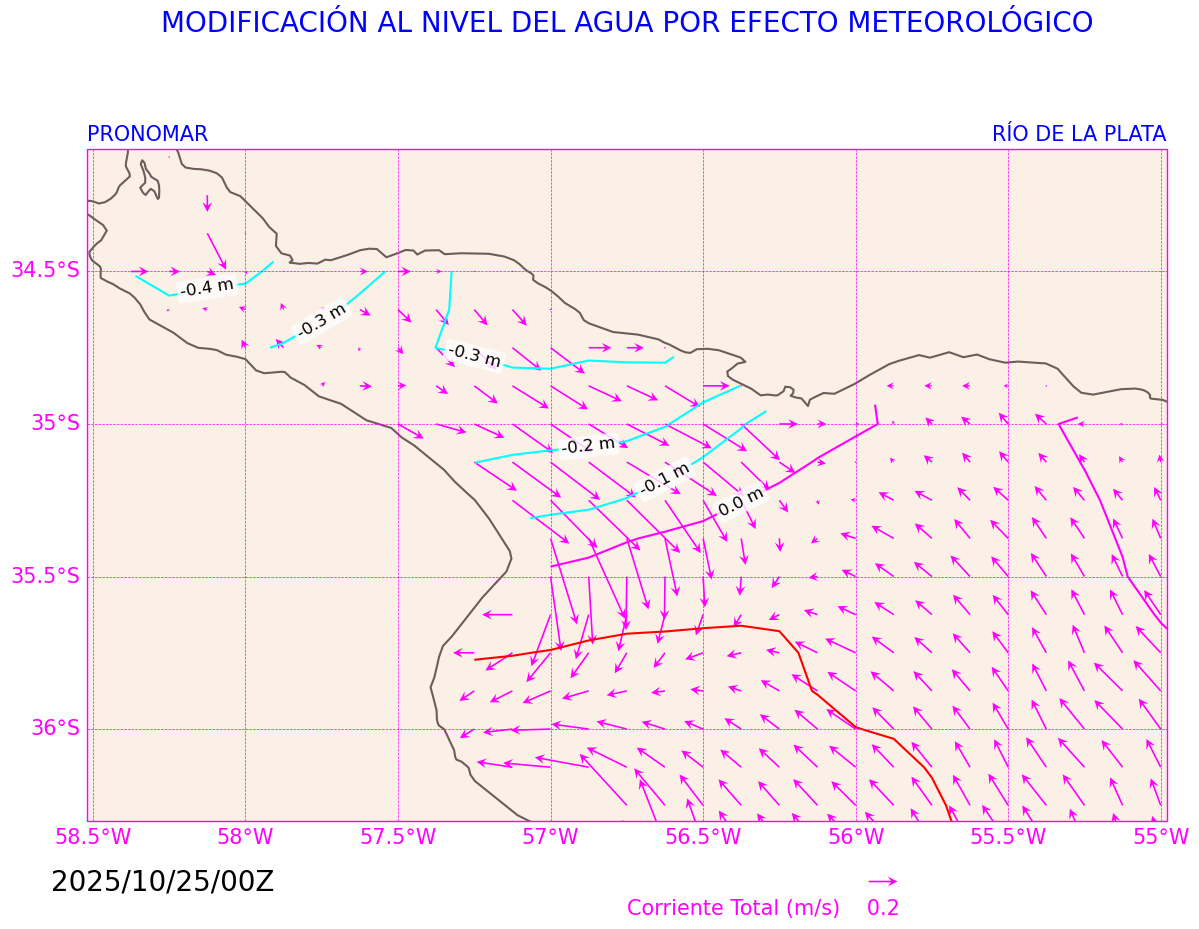 MODIFICACIÓN AL NIVEL DEL AGUA POR EFECTO METEOROLÓGICO
PRONOMAR
RÍO DE LA PLATA
34.5°S
-0.4 m
-0.3 m
-0.3 m
35°S
-0.2 m
-0.1 m
0.0 m
35.5°S
36°S
58.5°W 58°W 57.5°W 57°W 56.5°W 56°W 55.5°W 55°W
2025/10/25/00Z
Corriente Total (m/s) 0.2